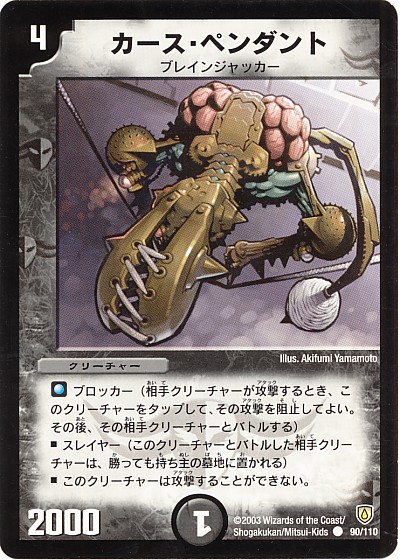 4
カース・ペンダント
ブレインジャッカー
Illus. Akifumi Yamamoto
クリーチャー
ブロッカー（相手クリーチャーが攻撃するとき、こ
のクリーチャーをタップして、その攻撃を阻止してよい。
その後、その相手クリーチャーとバトルする）
■ スレイヤー（このクリーチャーとバトルした相手クリー
チャーは、勝っても持ち主の墓地に置かれる）
■ このクリーチャーは攻撃することができない。
2000
1
©2003 Wizards of the Coast/
Shogakukan/Mitsui-Kids ● 90/110